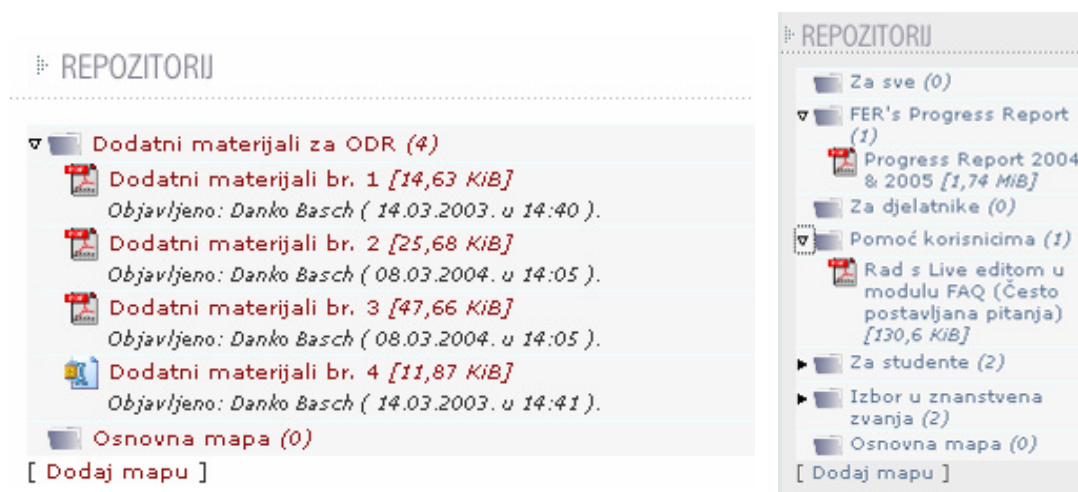 REPOZITORIJ
Dodatni materijali za ODR (4)
Dodatni materijali br. 1 [14,63 KiB]
Objavljeno: Danko Basch ( 14.03.2003. u 14:40 ).
Dodatni materijali br. 2 [25,68 KiB]
Objavljeno: Danko Basch ( 08.03.2004. u 14:05 ).
Dodatni materijali br. 3 [47,66 KiB]
Objavljeno: Danko Basch ( 08.03.2004. u 14:05 ).
Dodatni materijali br. 4 [11,87 KiB]
Objavljeno: Danko Basch ( 14.03.2003. u 14:41 ).
Osnovna mapa (0)
[ Dodaj mapu ]
REPOZITORIJ
Za sve (0)
FER's Progress Report
(1)
Progress Report 2004
& 2005 [1,74 MiB]
Za djelatnike (0)
Pomoć korisnicima (1)
Rad s Live editom u
modulu FAQ (Često
postavljana pitanja)
[130,6 KiB]
Za studente (2)
Izbor u znanstvena
zvanja (2)
Osnovna mapa (0)
[ Dodaj mapu ]